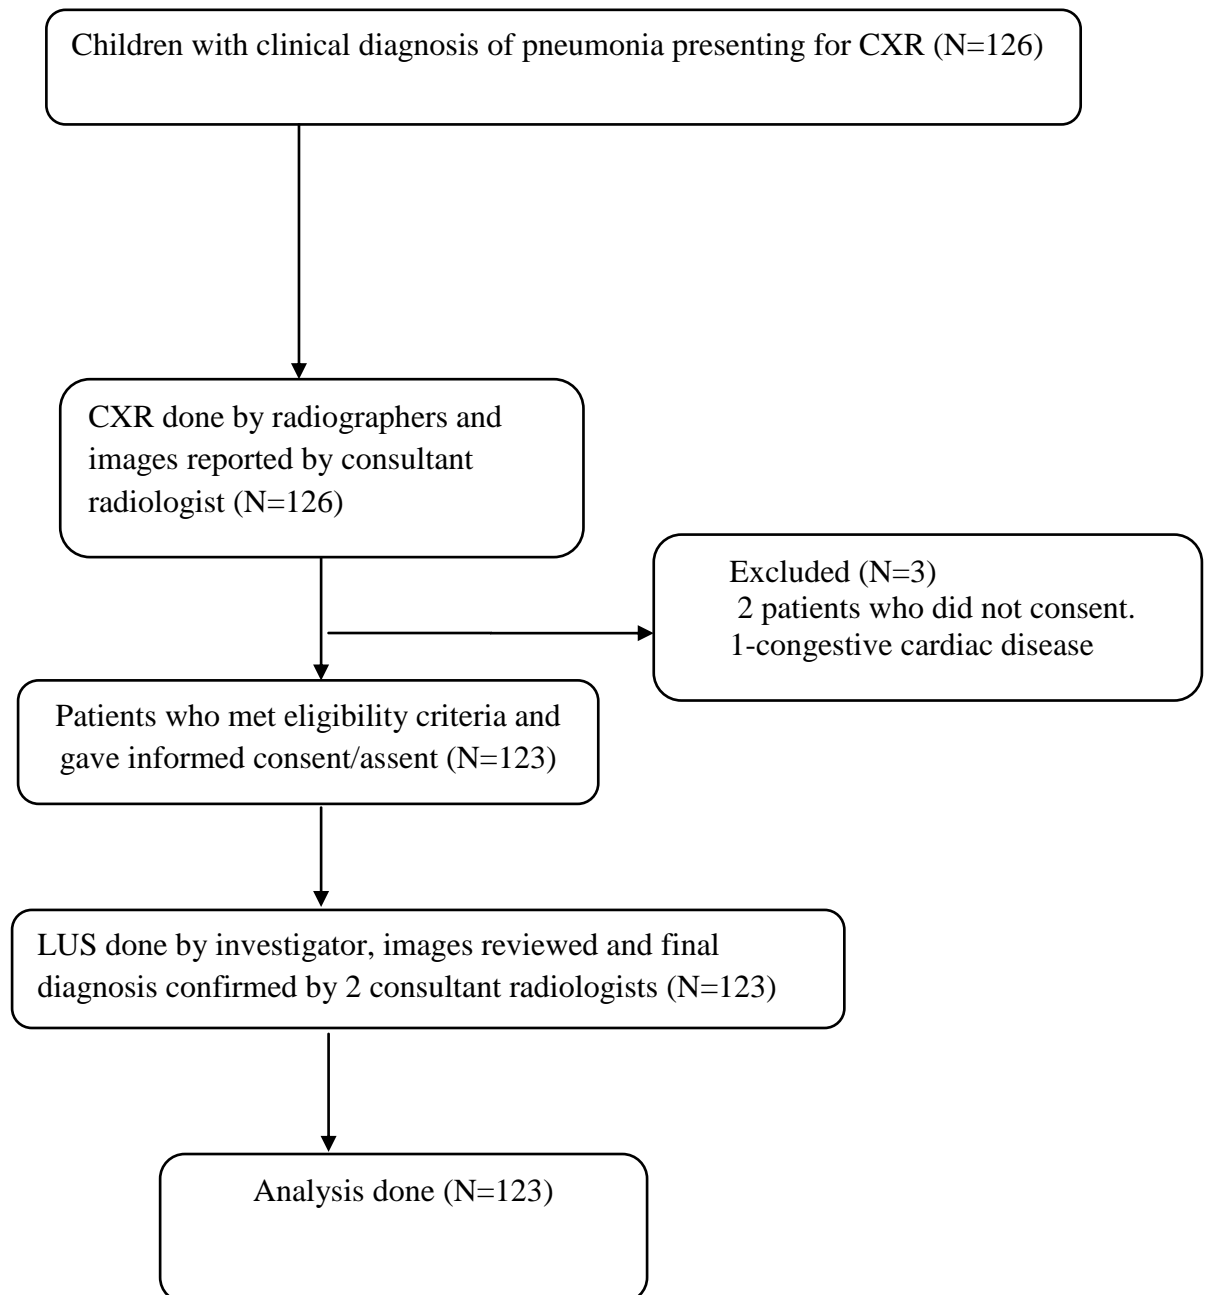 Children with clinical diagnosis of pneumonia presenting for CXR (N=126)
CXR done by radiographers and
images reported by consultant
radiologist (N=126)
Excluded (N=3)
2 patients who did not consent.
1-congestive cardiac disease
Patients who met eligibility criteria and
gave informed consent/assent (N=123)
LUS done by investigator, images reviewed and final
diagnosis confirmed by 2 consultant radiologists (N=123)
Analysis done (N=123)